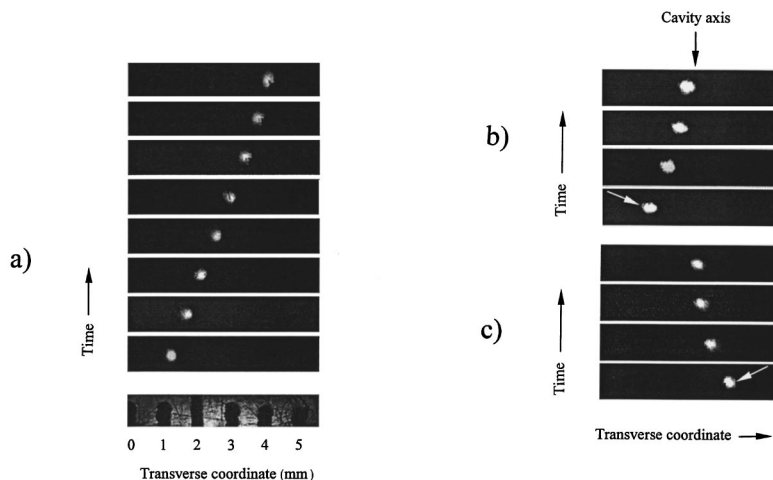 a)
Time
0 1 2 3 4 5
Transverse coordinate (mm)
Cavity axis
b)
Time
c)
Time
Transverse coordinate